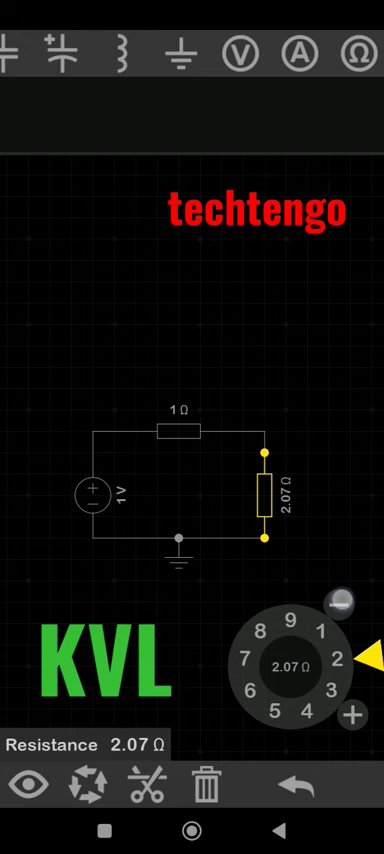 V A Ω
techtengo
1 Ω
1 V
2.07 Ω
KVL
9
8 1
7 2.07 Ω 2
6 3
5 4
Resistance 2.07 Ω